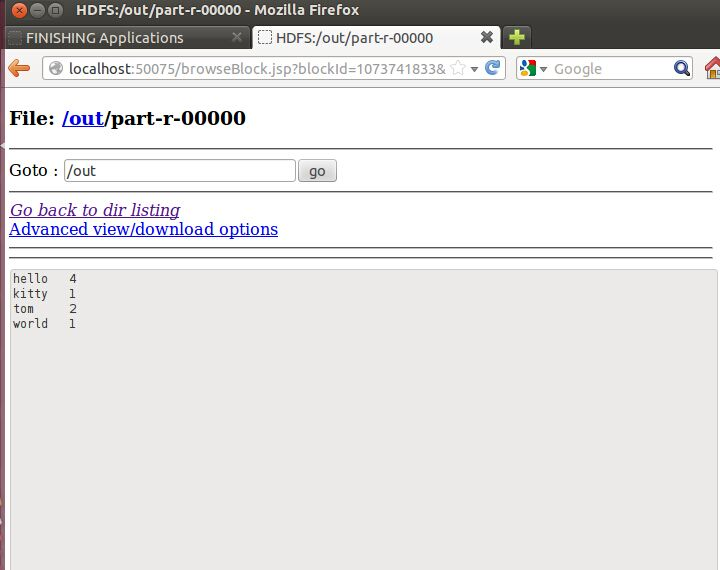 HDFS:/out/part-r-00000 - Mozilla Firefox
FINISHING Applications HDFS:/out/part-r-00000
localhost:50075/browseBlock.jsp?blockId=1073741833& Google
File: /out/part-r-00000
Goto : /out go
Go back to dir listing
Advanced view/download options
hello 4
kitty 1
tom 2
world 1